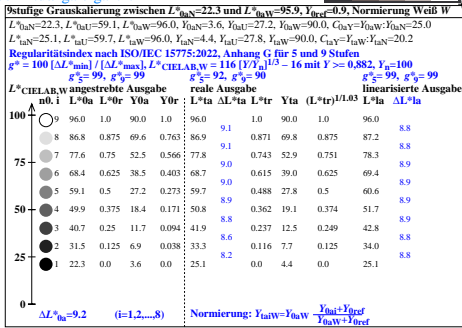 9stufige Grauskalierung zwischen L*0aN=22.3 und L*0aW=95.9, Y0ref=0.9, Normierung Weiß W
L*0aN=22.3, L*0aU=59.1, L*0aW=96.0, Y0aN=3.6, Y0aU=27.2, Y0aW=90.0, C0aY=Y0aW:Y0aN=25.0
L*taN=25.1, L*taU=59.7, L*taW=96.0, YtaN=4.4, YtaU=27.8, YtaW=90.0, CtaY=YtaW:YtaN=20.2
Regularitätsindex nach ISO/IEC 15775:2022, Anhang G für 5 und 9 Stufen
g* = 100 [ΔL*min] / [ΔL*max], L*CIELAB,W = 116 [Y/Yn]1/3 − 16 mit Y >= 0,882, Yn=100
g*5= 99, g*9= 99 g*5= 92, g*9= 90 g*5= 99, g*9= 99
L*CIELAB,W angestrebte Ausgabe reale Ausgabe linearisierte Ausgabe
n0. i L*0a L*0r Y0a Y0r L*ta ΔL*ta L*tr Yta (L*tr)1/1.03 L*la ΔL*la
100
9 96.0 1.0 90.0 1.0 96.0 1.0 90.0 1.0 96.0
9.1 8.8
8 86.8 0.875 69.6 0.763 86.9 0.871 69.8 0.875 87.2
9.1 8.8
75
7 77.6 0.75 52.5 0.566 77.8 0.743 52.9 0.751 78.3
9.0 8.9
6 68.4 0.625 38.5 0.403 68.7 0.615 39.0 0.625 69.4
9.0 8.9
5 59.1 0.5 27.2 0.273 59.7 0.488 27.8 0.5 60.6
8.9 8.9
50
4 49.9 0.375 18.4 0.171 50.8 0.362 19.1 0.374 51.7
8.9 8.9
3 40.7 0.25 11.7 0.094 41.9 0.237 12.5 0.249 42.8
8.6 8.8
2 31.5 0.125 6.9 0.038 33.3 0.116 7.7 0.125 34.0
8.2 8.8
25
1 22.3 0.0 3.6 0.0 25.1 0.0 4.4 0.0 25.1
0
ΔL*0a=9.2 (i=1,2,...,8) Normierung: YtaiW=Y0aW Y0ai+Y0ref
Y0aW+Y0ref